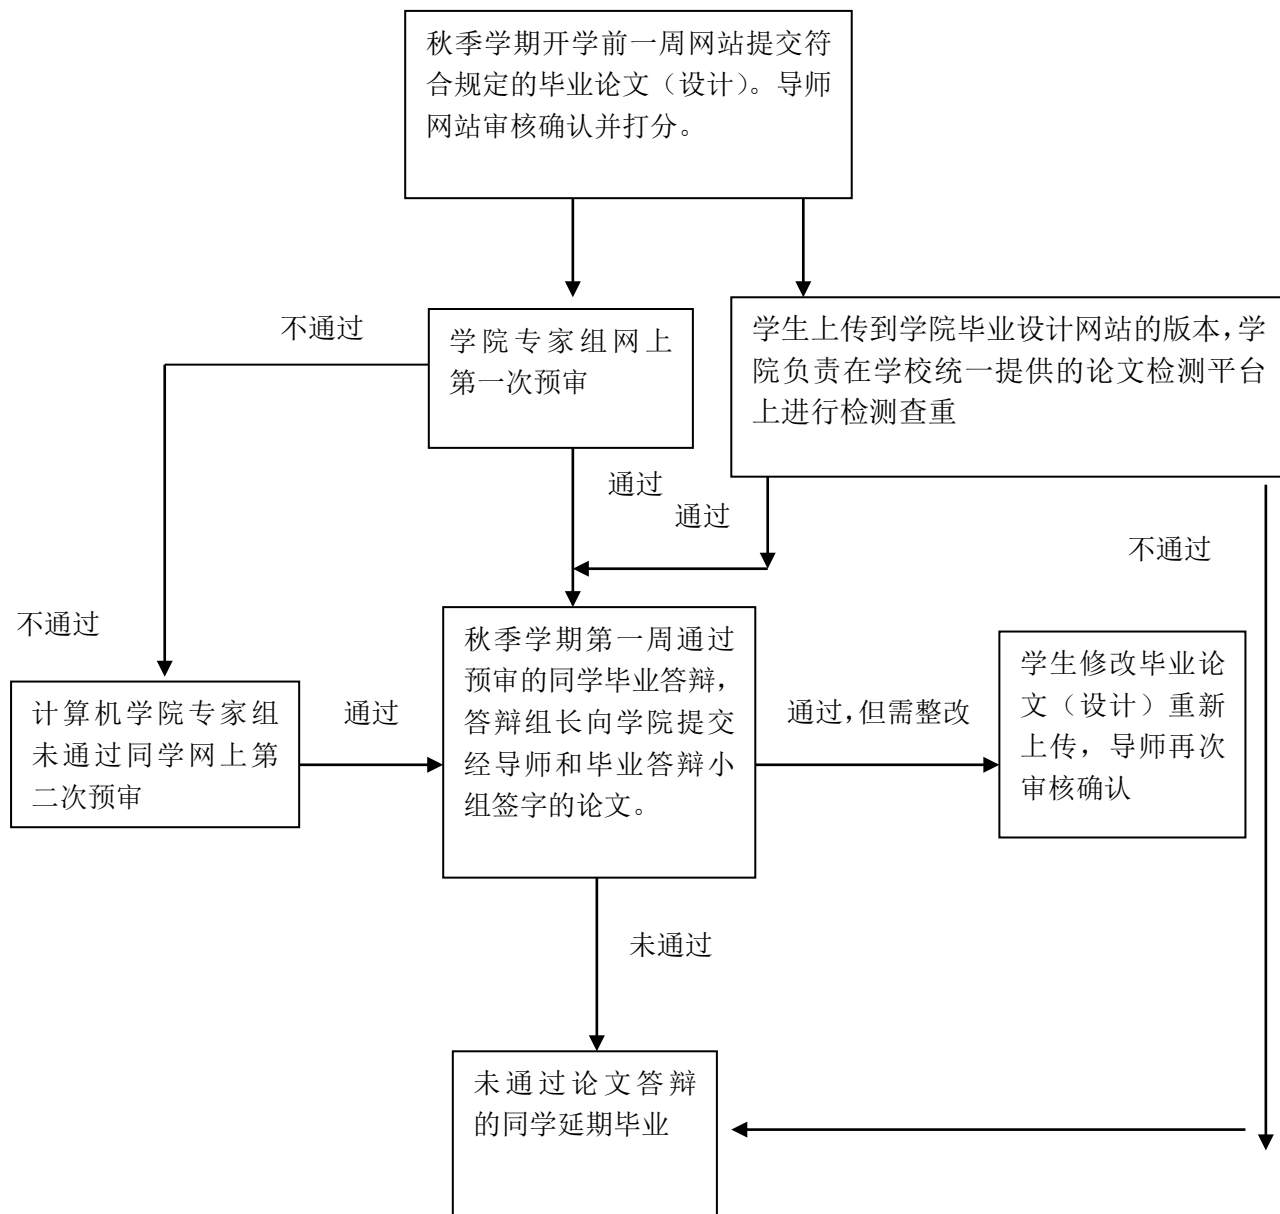 秋季学期开学前一周网站提交符
合规定的毕业论文（设计）。导师
网站审核确认并打分。
不通过
学院专家组网上
第一次预审
学生上传到学院毕业设计网站的版本,学
院负责在学校统一提供的论文检测平台
上进行检测查重
通过
通过
不通过
不通过
计算机学院专家组
未通过同学网上第
二次预审
通过
秋季学期第一周通过
预审的同学毕业答辩，
答辩组长向学院提交
经导师和毕业答辩小
组签字的论文。
通过,但需整改
学生修改毕业论
文（设计）重新
上传，导师再次
审核确认
未通过
未通过论文答辩
的同学延期毕业